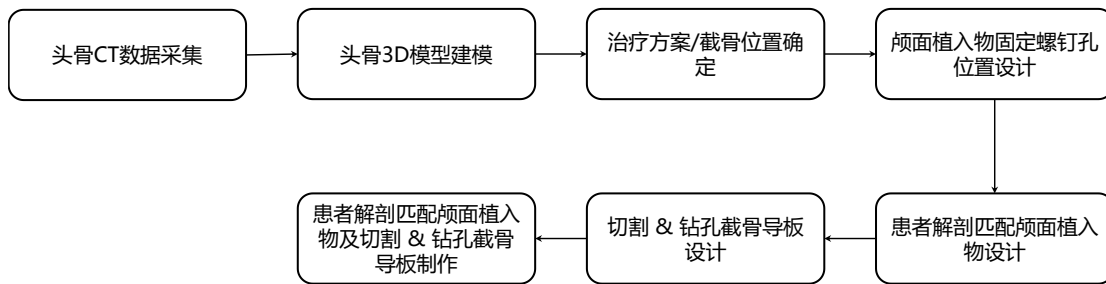 头骨CT数据采集
头骨3D模型建模
治疗方案/截骨位置确
定
颅面植入物固定螺钉孔
位置设计
患者解剖匹配颅面植入
物设计
切割 & 钻孔截骨导板
设计
患者解剖匹配颅面植入
物及切割 & 钻孔截骨
导板制作